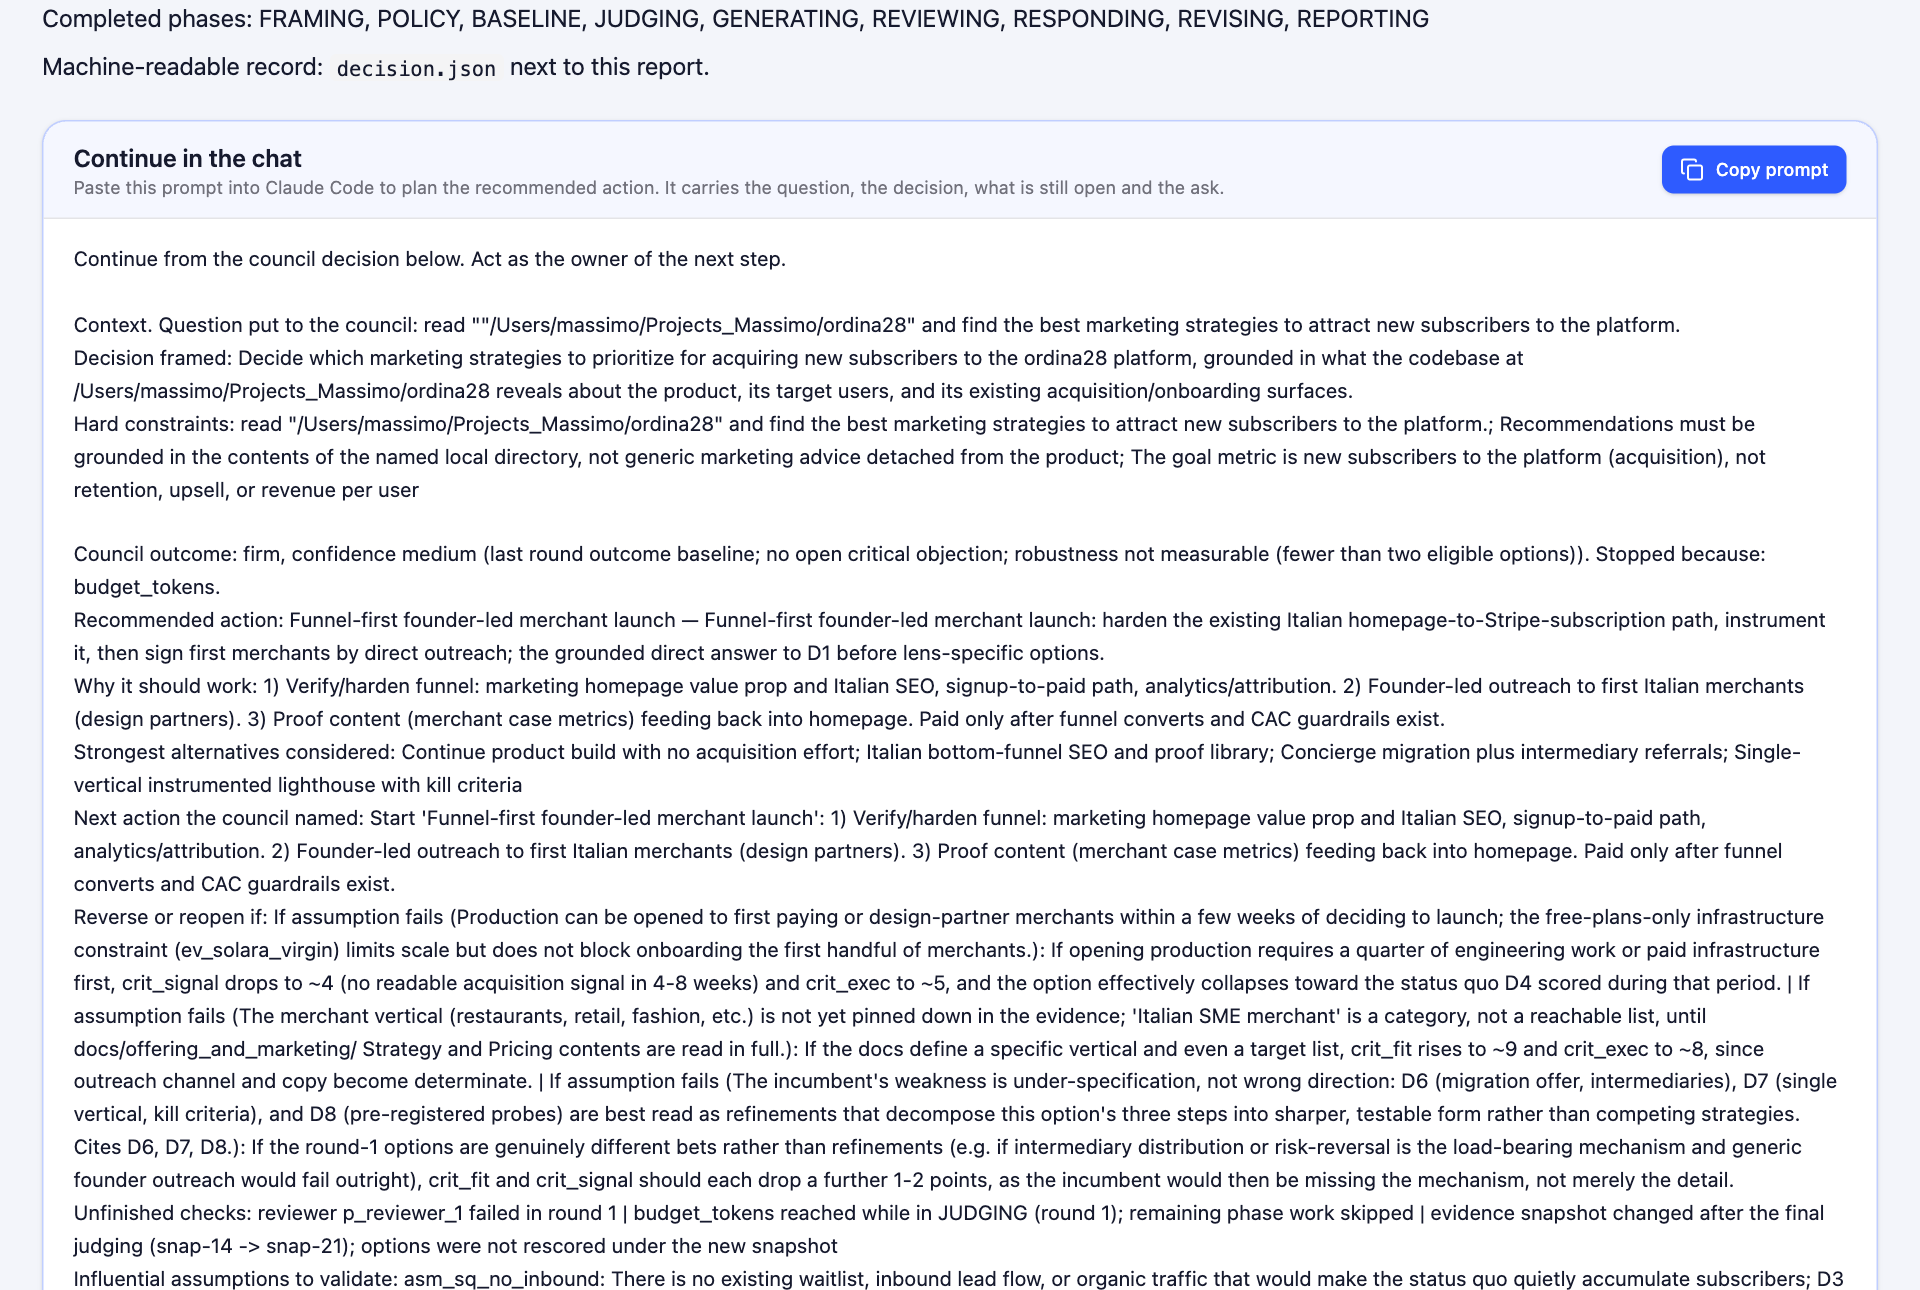 Completed phases: FRAMING, POLICY, BASELINE, JUDGING, GENERATING, REVIEWING, RESPONDING, REVISING, REPORTING
Machine-readable record: decision.json next to this report.
Continue in the chat
Paste this prompt into Claude Code to plan the recommended action. It carries the question, the decision, what is still open and the ask.
Copy prompt
Continue from the council decision below. Act as the owner of the next step.
Context. Question put to the council: read ""/Users/massimo/Projects_Massimo/ordina28" and find the best marketing strategies to attract new subscribers to the platform.
Decision framed: Decide which marketing strategies to prioritize for acquiring new subscribers to the ordina28 platform, grounded in what the codebase at
/Users/massimo/Projects_Massimo/ordina28 reveals about the product, its target users, and its existing acquisition/onboarding surfaces.
Hard constraints: read "/Users/massimo/Projects_Massimo/ordina28" and find the best marketing strategies to attract new subscribers to the platform.; Recommendations must be
grounded in the contents of the named local directory, not generic marketing advice detached from the product; The goal metric is new subscribers to the platform (acquisition), not
retention, upsell, or revenue per user
Council outcome: firm, confidence medium (last round outcome baseline; no open critical objection; robustness not measurable (fewer than two eligible options)). Stopped because:
budget_tokens.
Recommended action: Funnel-first founder-led merchant launch — Funnel-first founder-led merchant launch: harden the existing Italian homepage-to-Stripe-subscription path, instrument
it, then sign first merchants by direct outreach; the grounded direct answer to D1 before lens-specific options.
Why it should work: 1) Verify/harden funnel: marketing homepage value prop and Italian SEO, signup-to-paid path, analytics/attribution. 2) Founder-led outreach to first Italian merchants
(design partners). 3) Proof content (merchant case metrics) feeding back into homepage. Paid only after funnel converts and CAC guardrails exist.
Strongest alternatives considered: Continue product build with no acquisition effort; Italian bottom-funnel SEO and proof library; Concierge migration plus intermediary referrals; Single-
vertical instrumented lighthouse with kill criteria
Next action the council named: Start 'Funnel-first founder-led merchant launch': 1) Verify/harden funnel: marketing homepage value prop and Italian SEO, signup-to-paid path,
analytics/attribution. 2) Founder-led outreach to first Italian merchants (design partners). 3) Proof content (merchant case metrics) feeding back into homepage. Paid only after funnel
converts and CAC guardrails exist.
Reverse or reopen if: If assumption fails (Production can be opened to first paying or design-partner merchants within a few weeks of deciding to launch; the free-plans-only infrastructure
constraint (ev_solara_virgin) limits scale but does not block onboarding the first handful of merchants.): If opening production requires a quarter of engineering work or paid infrastructure
first, crit_signal drops to ~4 (no readable acquisition signal in 4-8 weeks) and crit_exec to ~5, and the option effectively collapses toward the status quo D4 scored during that period. | If
assumption fails (The merchant vertical (restaurants, retail, fashion, etc.) is not yet pinned down in the evidence; 'Italian SME merchant' is a category, not a reachable list, until
docs/offering_and_marketing/ Strategy and Pricing contents are read in full.): If the docs define a specific vertical and even a target list, crit_fit rises to ~9 and crit_exec to ~8, since
outreach channel and copy become determinate. | If assumption fails (The incumbent's weakness is under-specification, not wrong direction: D6 (migration offer, intermediaries), D7 (single
vertical, kill criteria), and D8 (pre-registered probes) are best read as refinements that decompose this option's three steps into sharper, testable form rather than competing strategies.
Cites D6, D7, D8.): If the round-1 options are genuinely different bets rather than refinements (e.g. if intermediary distribution or risk-reversal is the load-bearing mechanism and generic
founder outreach would fail outright), crit_fit and crit_signal should each drop a further 1-2 points, as the incumbent would then be missing the mechanism, not merely the detail.
Unfinished checks: reviewer p_reviewer_1 failed in round 1 | budget_tokens reached while in JUDGING (round 1); remaining phase work skipped | evidence snapshot changed after the final
judging (snap-14 -> snap-21); options were not rescored under the new snapshot
Influential assumptions to validate: asm_sq_no_inbound: There is no existing waitlist, inbound lead flow, or organic traffic that would make the status quo quietly accumulate subscribers; D3